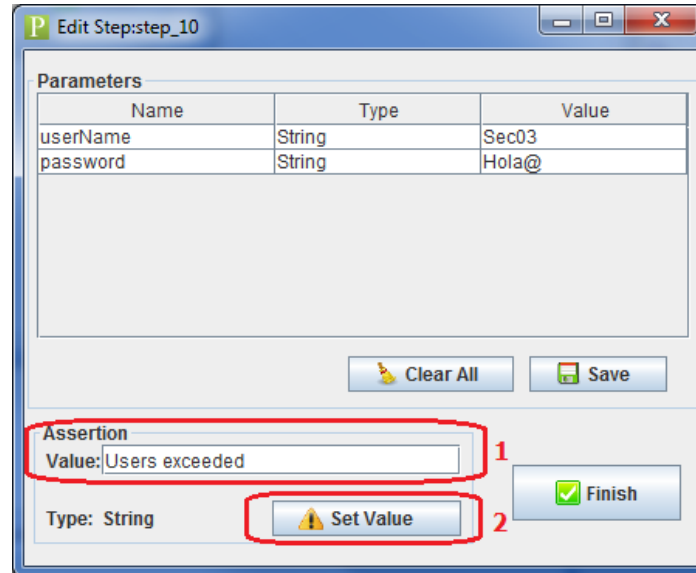 Edit Step:step_10
Parameters
Name Type Value
userName String Sec03
password String Hola@
Clear All Save
Assertion
Value: Users exceeded 1
Finish
Type: String Set Value 2